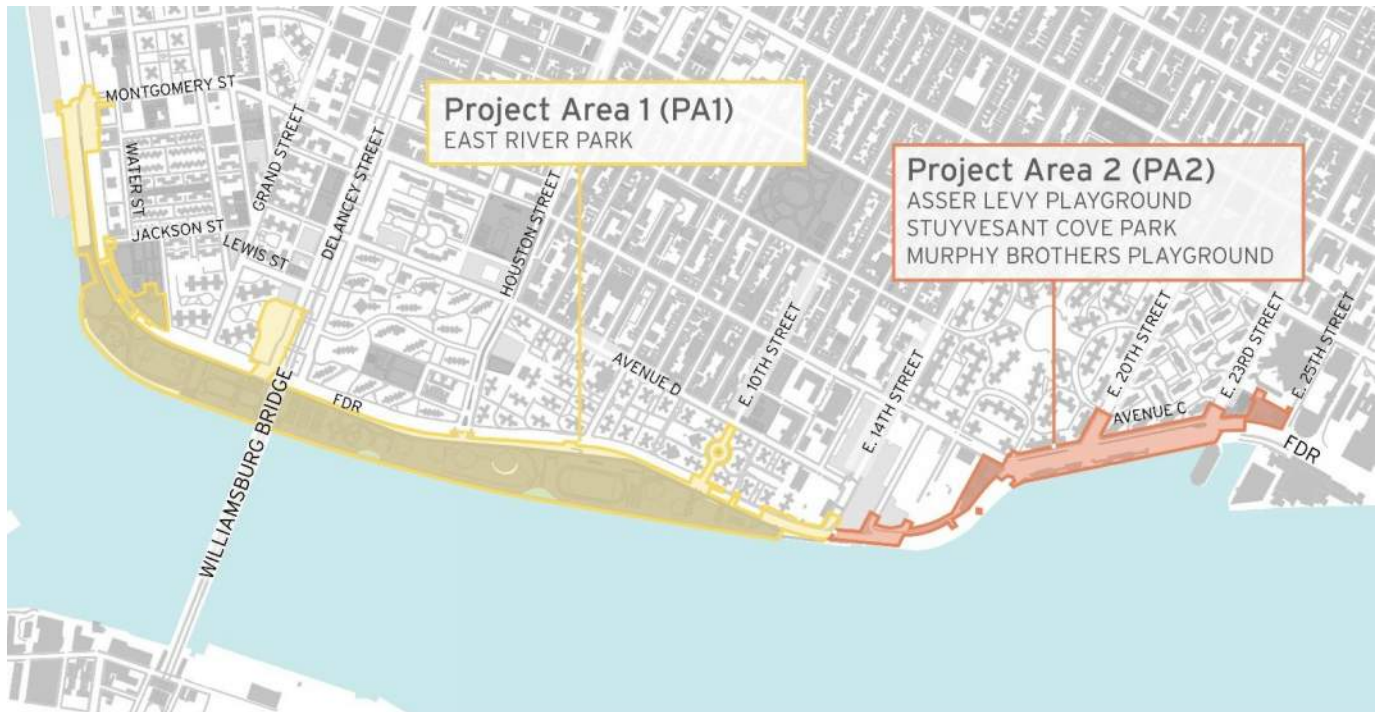 MONTGOMERY ST
WATER ST
JACKSON ST
GRAND STREET
LEWIS ST
DELANCEY STREET
Project Area 1 (PA1)
EAST RIVER PARK
HOUSTON STREET
Project Area 2 (PA2)
ASSER LEVY PLAYGROUND
STUYVESANT COVE PARK
MURPHY BROTHERS PLAYGROUND
AVENUE D
E. 10TH STREET
E. 14TH STREET
E. 20TH STREET
E. 23RD STREET
E. 25TH STREET
AVENUE C
FDR
FDR
WILLIAMSBURG BRIDGE